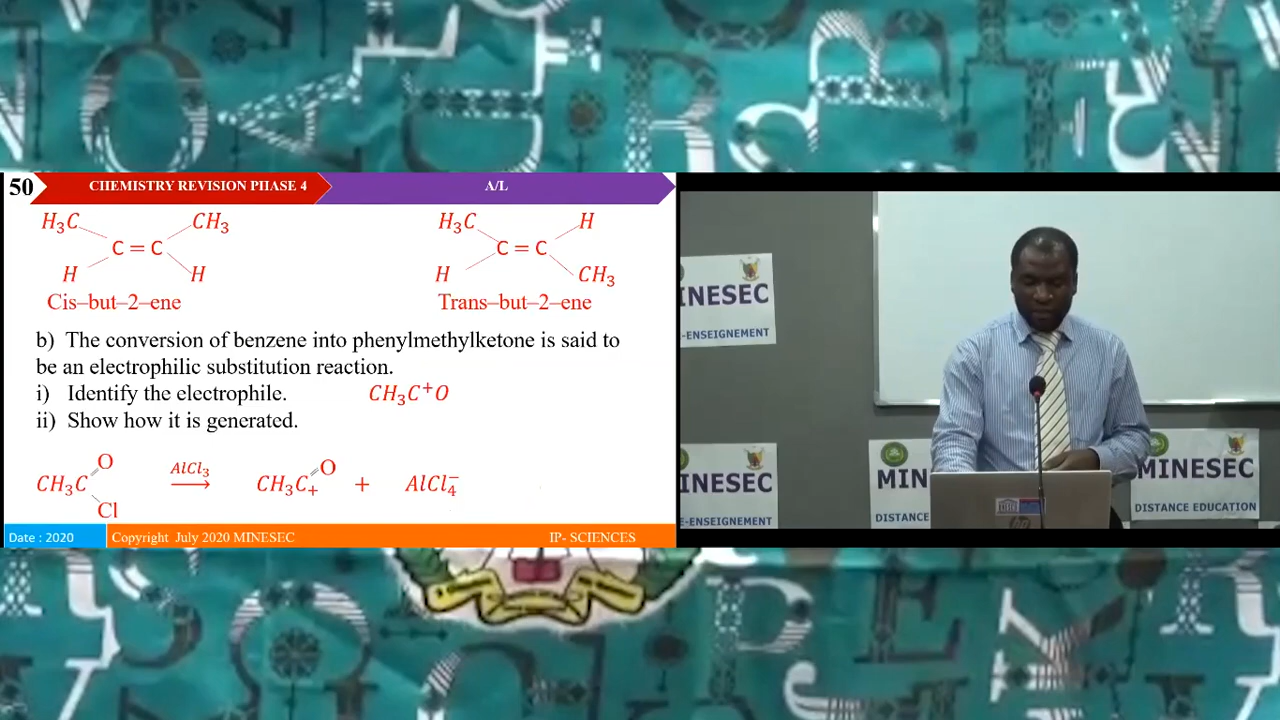 50 CHEMISTRY REVISION PHASE 4 A/L
H₃C CH₃ H₃C H
C = C C = C
H H H CH₃
Cis–but–2–ene Trans–but–2–ene
b) The conversion of benzene into phenylmethylketone is said to
be an electrophilic substitution reaction.
i) Identify the electrophile. CH₃C⁺O
ii) Show how it is generated.
O AlCl₃ O
CH₃C ⟶ CH₃C₊ + AlCl₄⁻
Cl
Date : 2020 Copyright July 2020 MINESEC IP- SCIENCES
INESEC
-ENSEIGNEMENT
INESEC
-ENSEIGNEMENT
MIN
DISTANCE
MINESEC
DISTANCE EDUCATION
hp